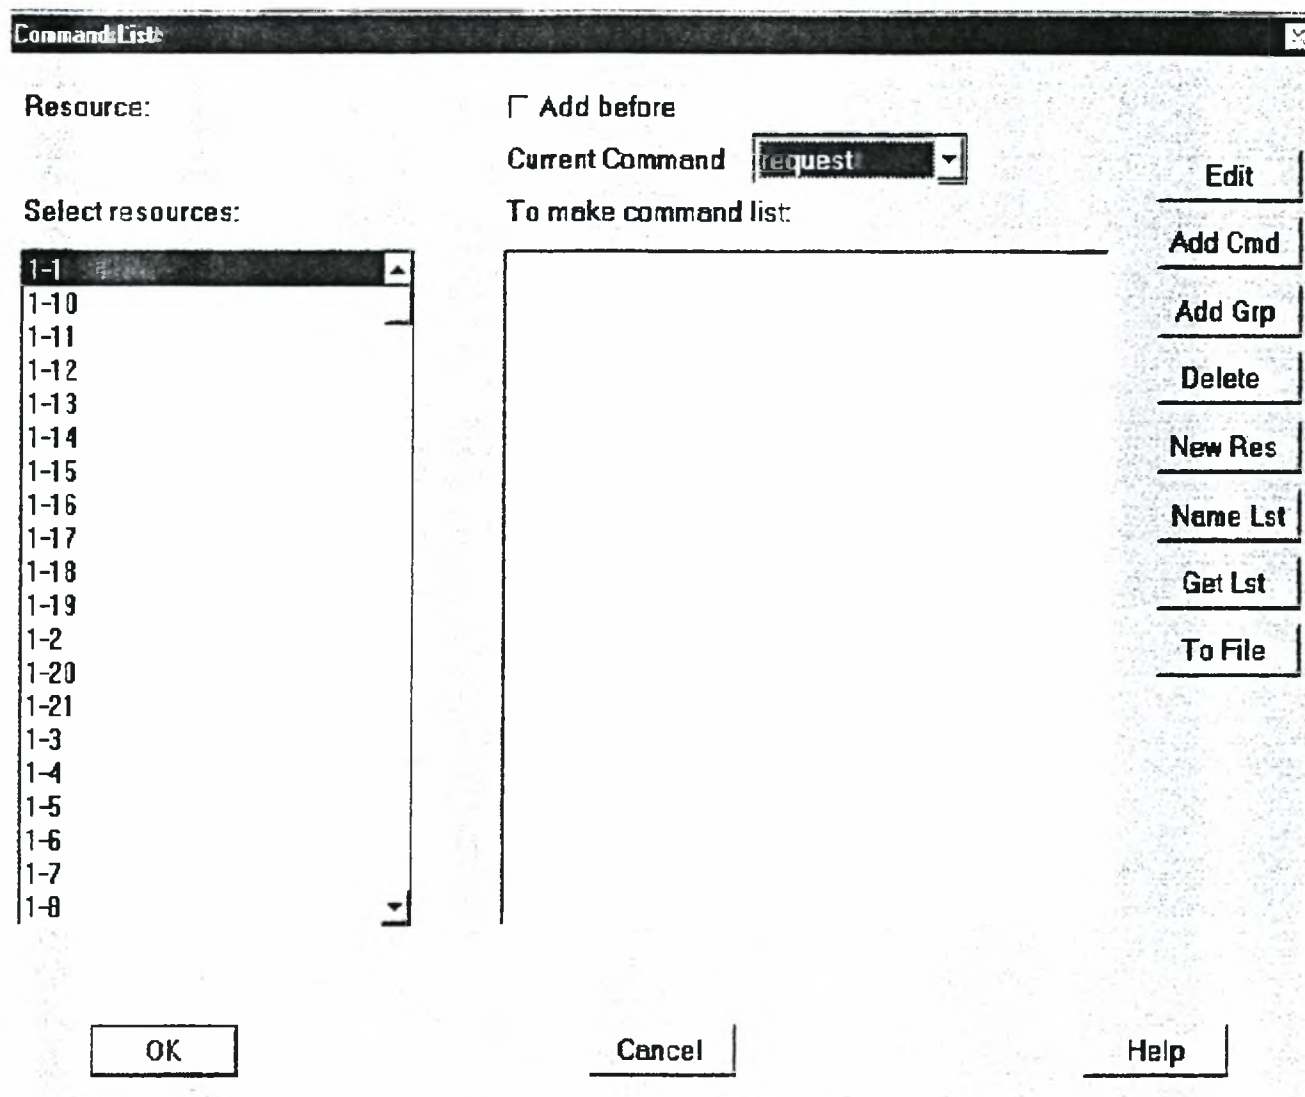 Command List
Resource:
Add before
Current Command request
Select resources:
To make command list:
1-1
1-10
1-11
1-12
1-13
1-14
1-15
1-16
1-17
1-18
1-19
1-2
1-20
1-21
1-3
1-4
1-5
1-6
1-7
1-8
Edit
Add Cmd
Add Grp
Delete
New Res
Name Lst
Get Lst
To File
OK
Cancel
Help